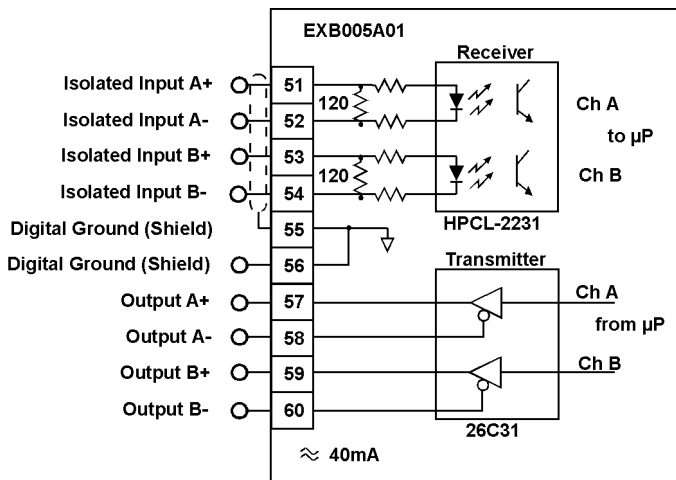 EXB005A01
Receiver
Isolated Input A+ 51
120
Ch A
Isolated Input A- 52
to µP
Isolated Input B+ 53
120
Ch B
Isolated Input B- 54
HPCL-2231
Digital Ground (Shield) 55
Digital Ground (Shield) 56
Transmitter
Output A+ 57
Ch A
from µP
Output A- 58
Output B+ 59
Ch B
Output B- 60
26C31
≈ 40mA